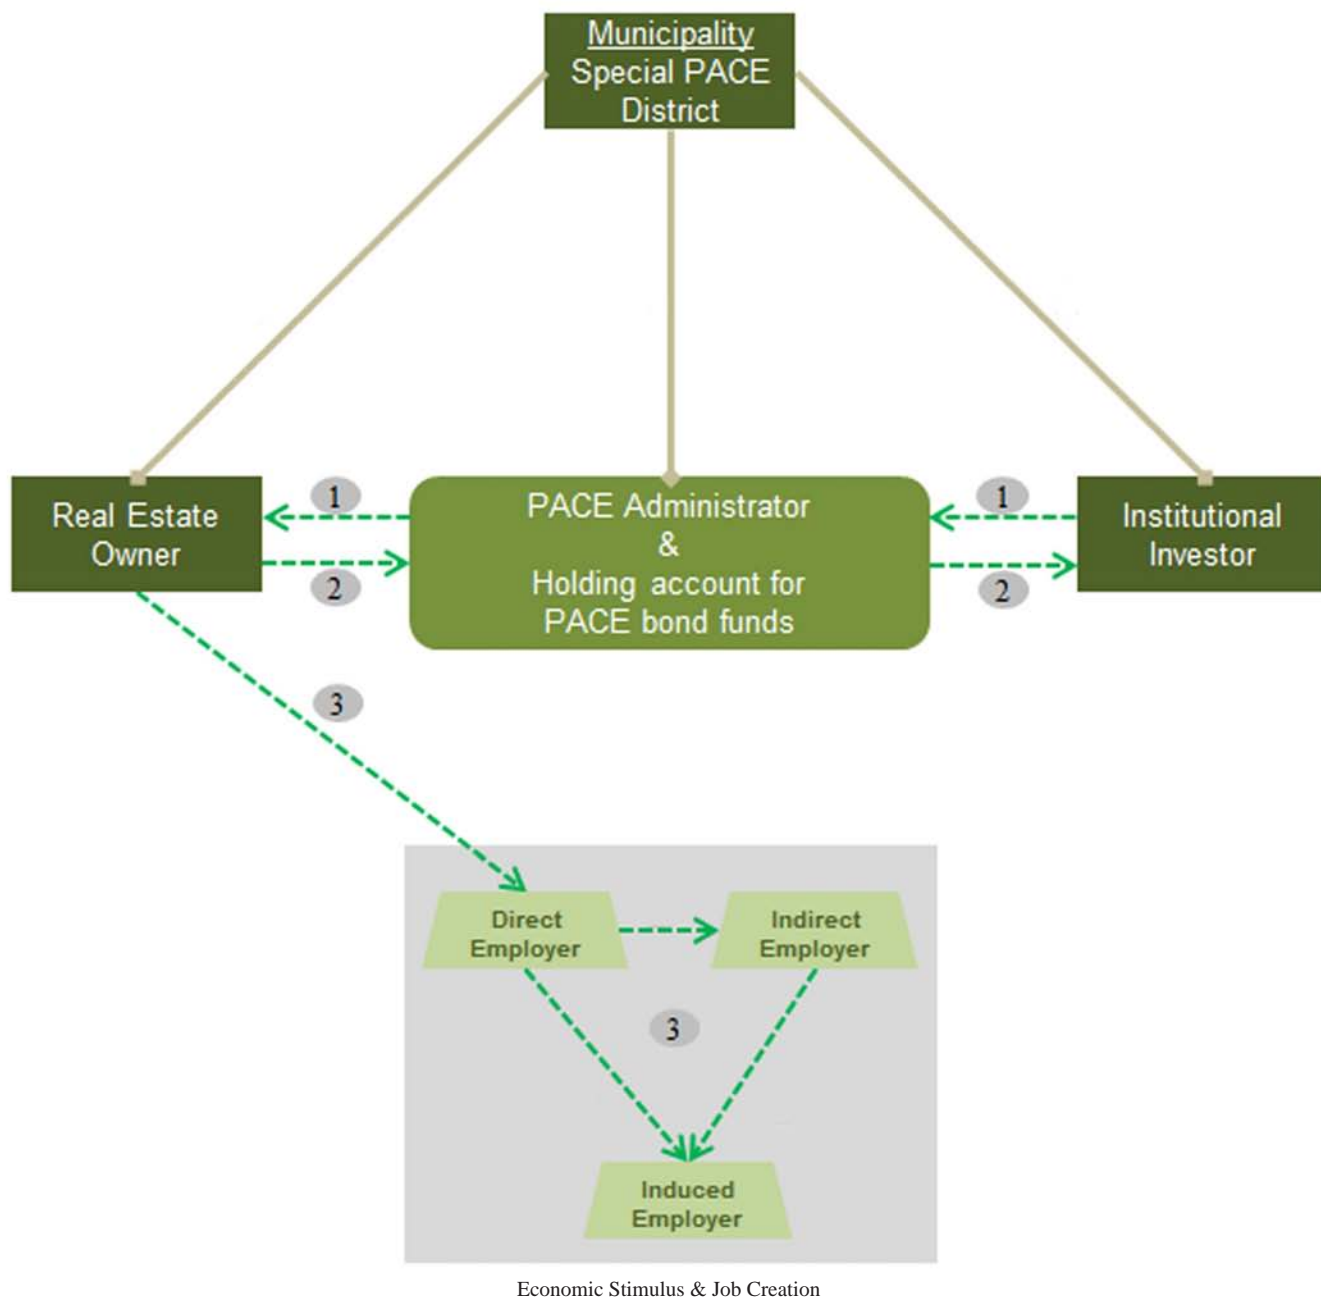 Municipality
Special PACE
District
Real Estate
Owner
1
2
PACE Administrator
&
Holding account for
PACE bond funds
1
2
Institutional
Investor
3
Direct
Employer
Indirect
Employer
3
Induced
Employer
Economic Stimulus & Job Creation